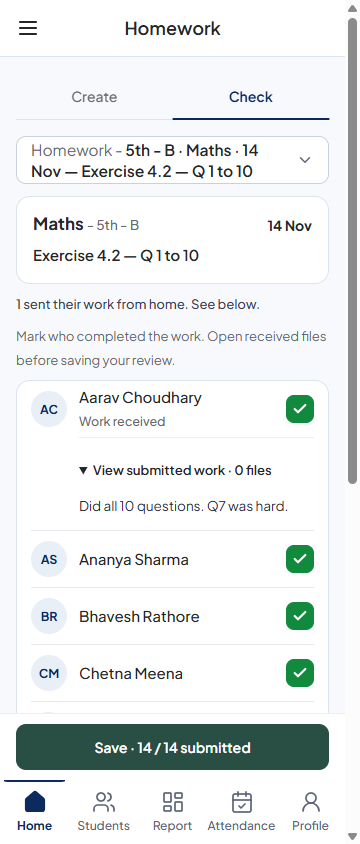 Homework
Create
Check
Homework - 5th - B · Maths · 14
Nov — Exercise 4.2 — Q 1 to 10
Maths - 5th - B
14 Nov
Exercise 4.2 — Q 1 to 10
1 sent their work from home. See below.
Mark who completed the work. Open received files
before saving your review.
AC
Aarav Choudhary
Work received
▼ View submitted work · 0 files
Did all 10 questions. Q7 was hard.
AS
Ananya Sharma
BR
Bhavesh Rathore
CM
Chetna Meena
Save · 14 / 14 submitted
Home
Students
Report
Attendance
Profile